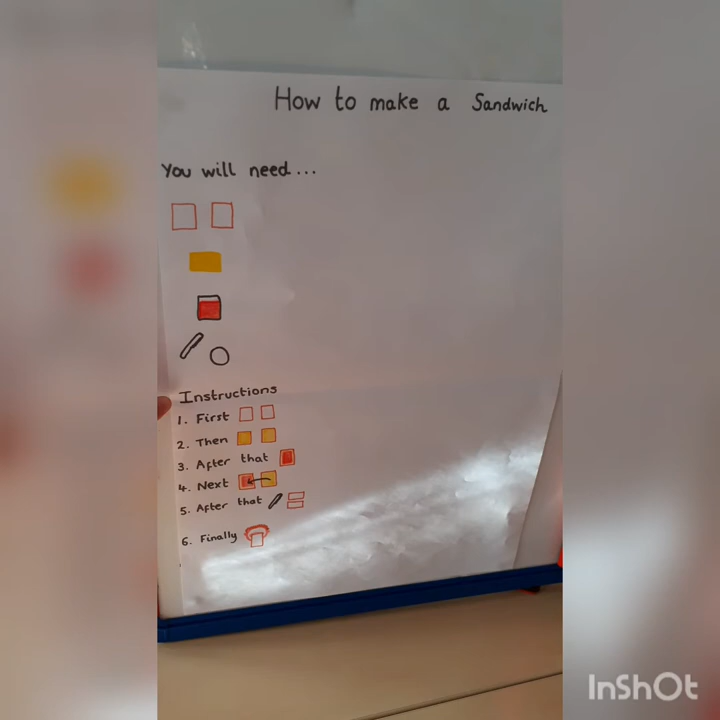 How to make a Sandwich
You will need...
Instructions
1. First
2. Then
3. After that
4. Next
5. After that
6. Finally
InShOt